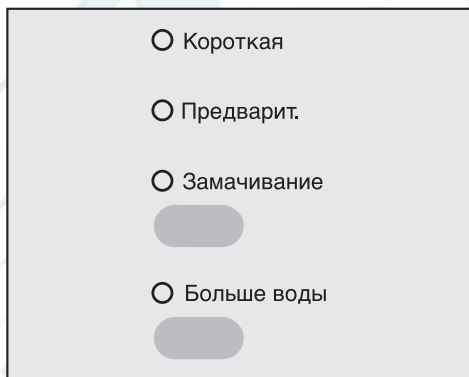 Короткая
Предварит.
Замачивание
Больше воды